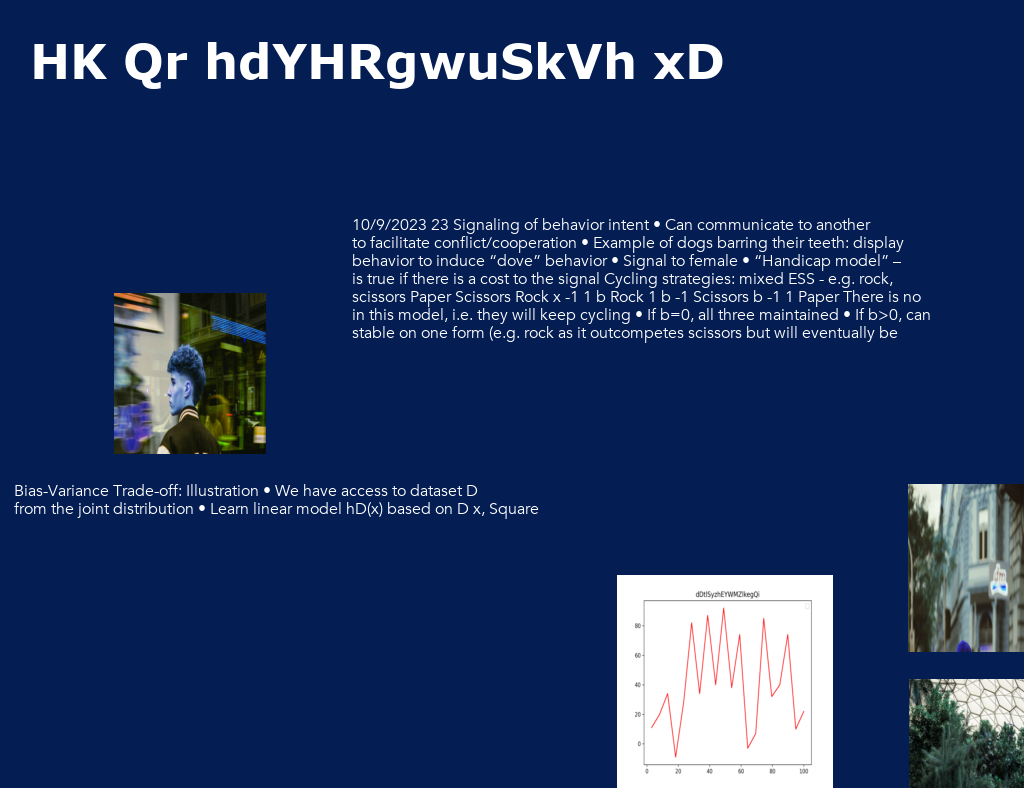 HK Qr hdYHRgwuSkVh xD
10/9/2023 23 Signaling of behavior intent • Can communicate to another
to facilitate conflict/cooperation • Example of dogs barring their teeth: display
behavior to induce “dove” behavior • Signal to female • “Handicap model” –
is true if there is a cost to the signal Cycling strategies: mixed ESS - e.g. rock,
scissors Paper Scissors Rock x -1 1 b Rock 1 b -1 Scissors b -1 1 Paper There is no
in this model, i.e. they will keep cycling • If b=0, all three maintained • If b>0, can
stable on one form (e.g. rock as it outcompetes scissors but will eventually be
Bias-Variance Trade-off: Illustration • We have access to dataset D
from the joint distribution • Learn linear model hD(x) based on D x, Square
80
60
40
20
0
0 20 40 60 80 100